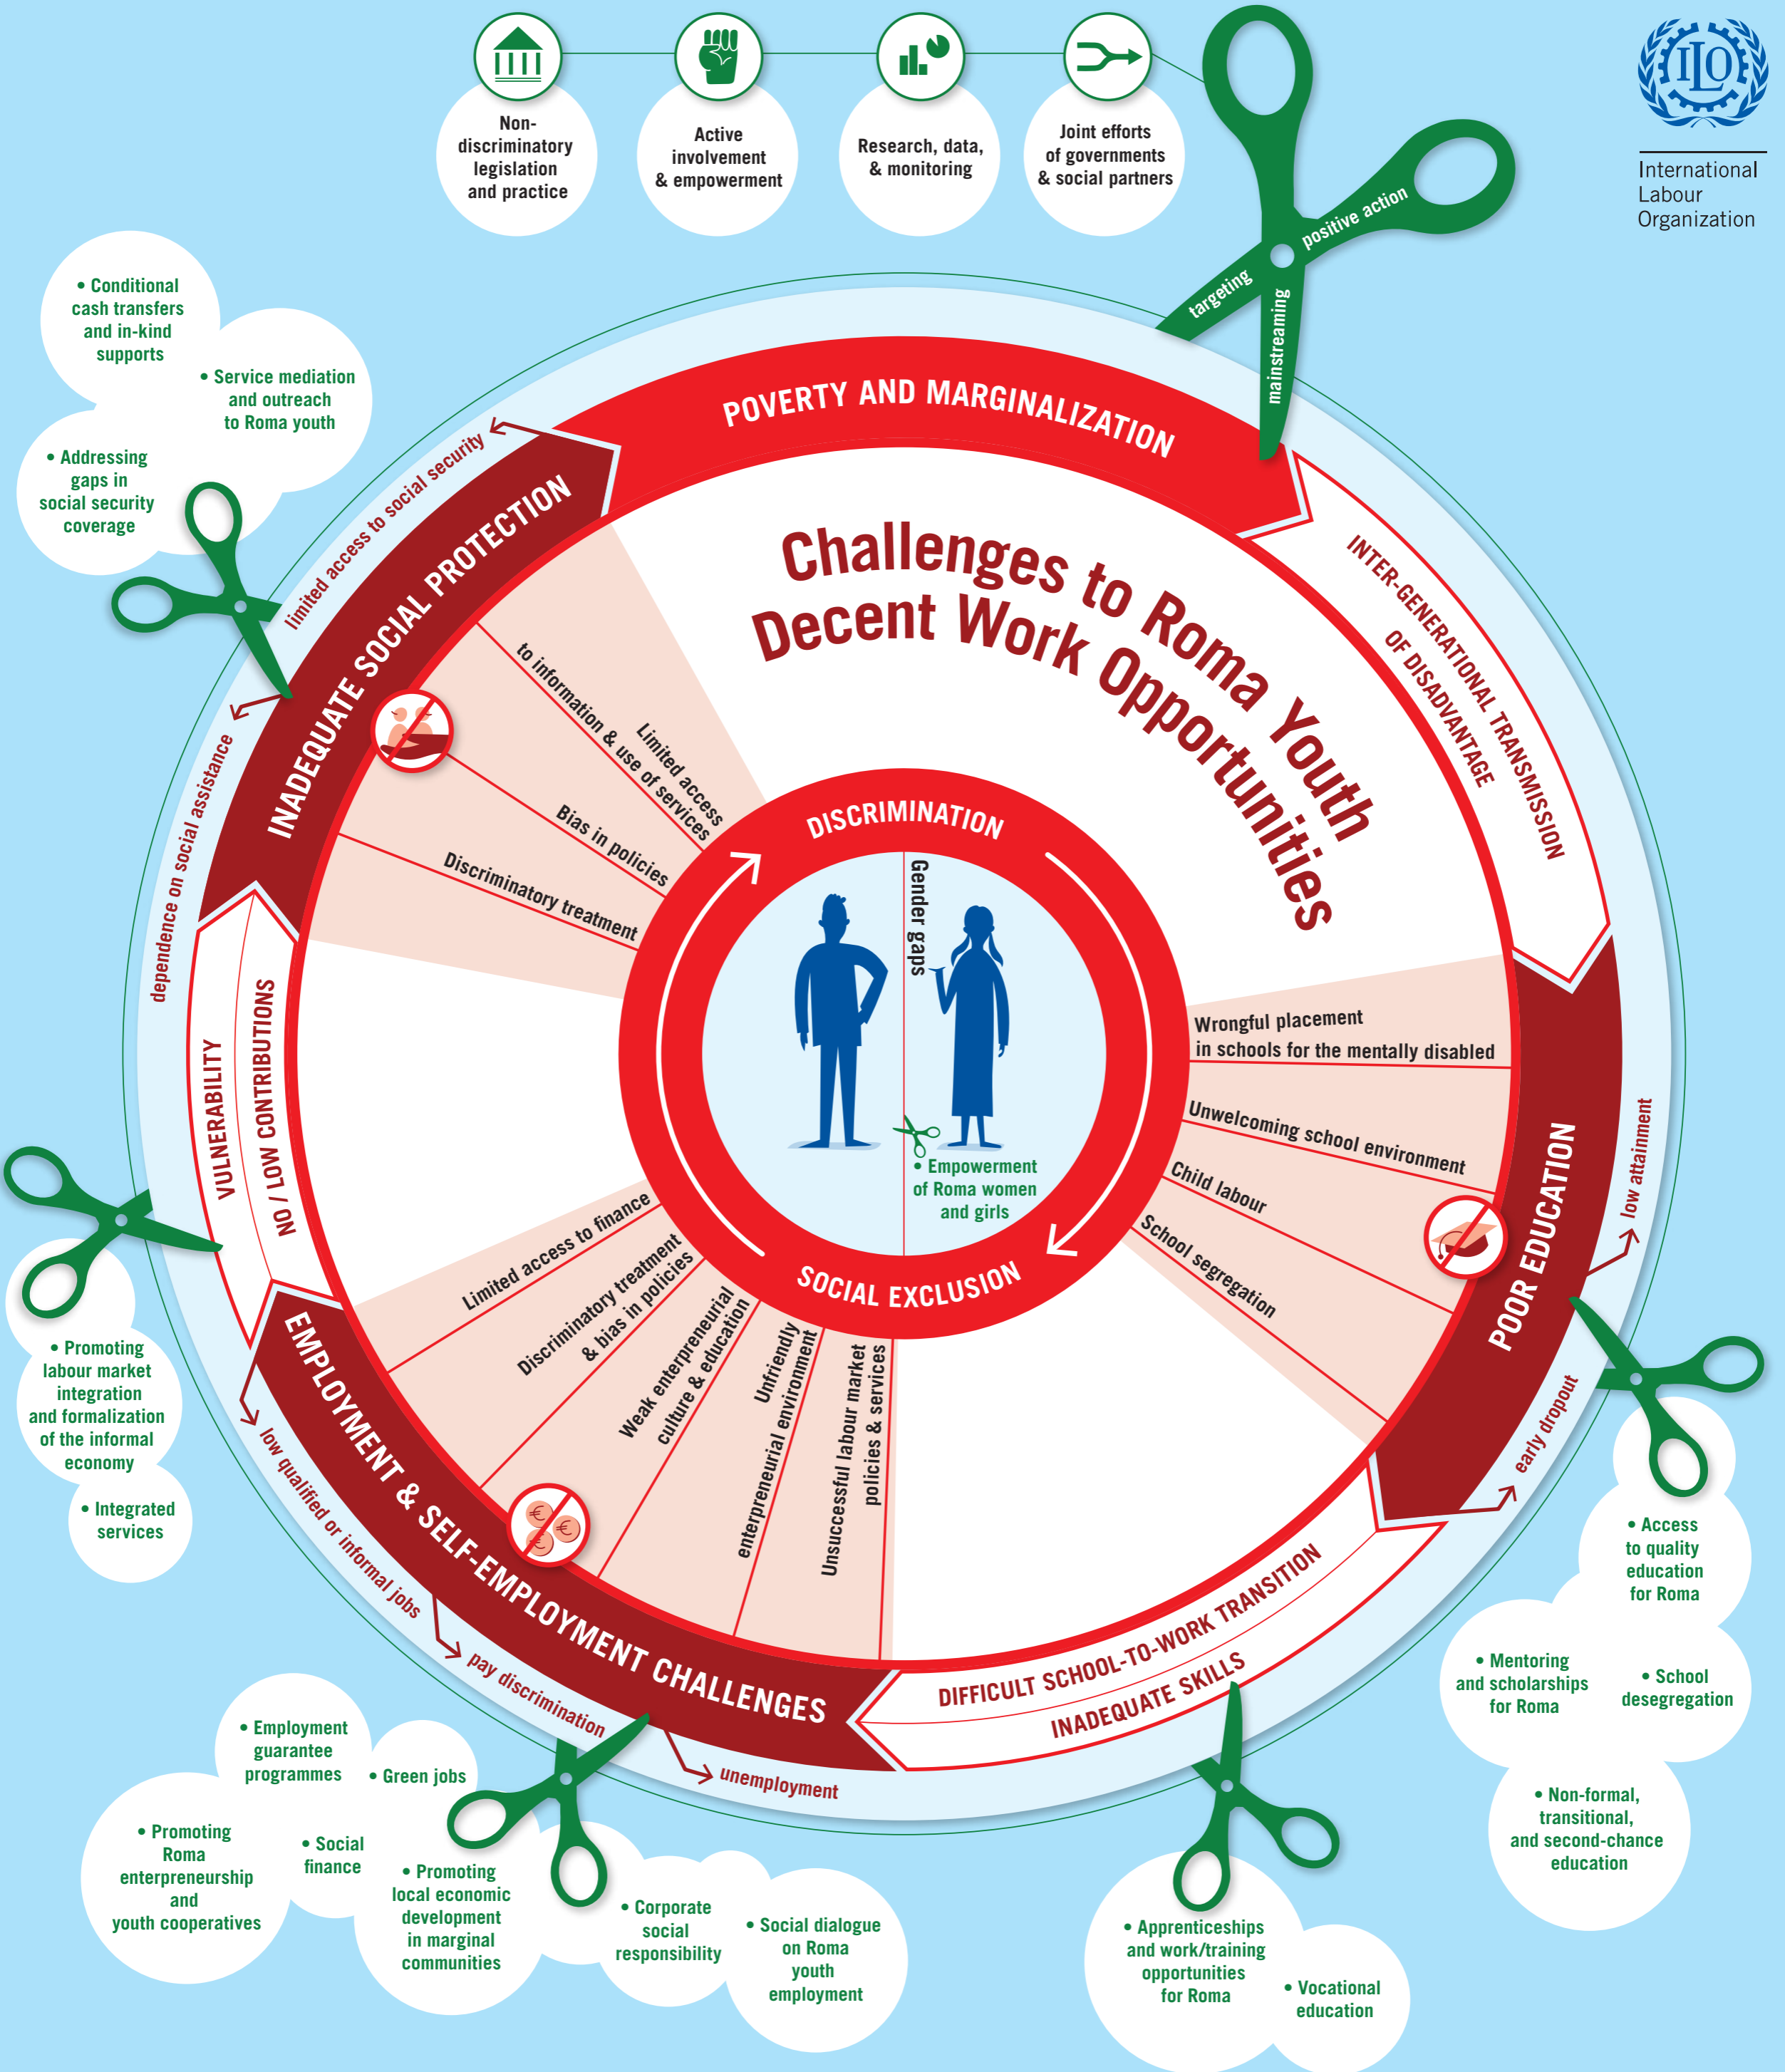 Non-
discriminatory
legislation
and practice
Active
involvement
& empowerment
Research, data,
& monitoring
Joint efforts
of governments
& social partners
ILO
International
Labour
Organization
positive action
targeting
mainstreaming
• Conditional
cash transfers
and in-kind
supports
• Service mediation
and outreach
to Roma youth
• Addressing
gaps in
social security
coverage
Challenges to Roma Youth
Decent Work Opportunities
POVERTY AND MARGINALIZATION
INTER-GENERATIONAL TRANSMISSION
OF DISADVANTAGE
POOR EDUCATION
low attainment
early dropout
Wrongful placement
in schools for the mentally disabled
Unwelcoming school environment
Child labour
School segregation
• Access
to quality
education
for Roma
• Mentoring
and scholarships
for Roma
• School
desegregation
• Non-formal,
transitional,
and second-chance
education
DIFFICULT SCHOOL-TO-WORK TRANSITION
INADEQUATE SKILLS
• Apprenticeships
and work/training
opportunities
for Roma
• Vocational
education
EMPLOYMENT & SELF-EMPLOYMENT CHALLENGES
low qualified or informal jobs
pay discrimination
unemployment
Limited access to finance
Discriminatory treatment
& bias in policies
Weak enterpreneurial
culture & education
Unfriendly
enterpreneurial environment
Unsuccessful labour market
policies & services
€
€
€
• Employment
guarantee
programmes
• Green jobs
• Promoting
Roma
enterpreneurship
and
youth cooperatives
• Social
finance
• Promoting
local economic
development
in marginal
communities
• Corporate
social
responsibility
• Social dialogue
on Roma
youth
employment
VULNERABILITY
NO / LOW CONTRIBUTIONS
• Promoting
labour market
integration
and formalization
of the informal
economy
• Integrated
services
INADEQUATE SOCIAL PROTECTION
limited access to social security
dependence on social assistance
Limited access
to information & use of services
Bias in policies
Discriminatory treatment
DISCRIMINATION
SOCIAL EXCLUSION
Gender gaps
• Empowerment
of Roma women
and girls